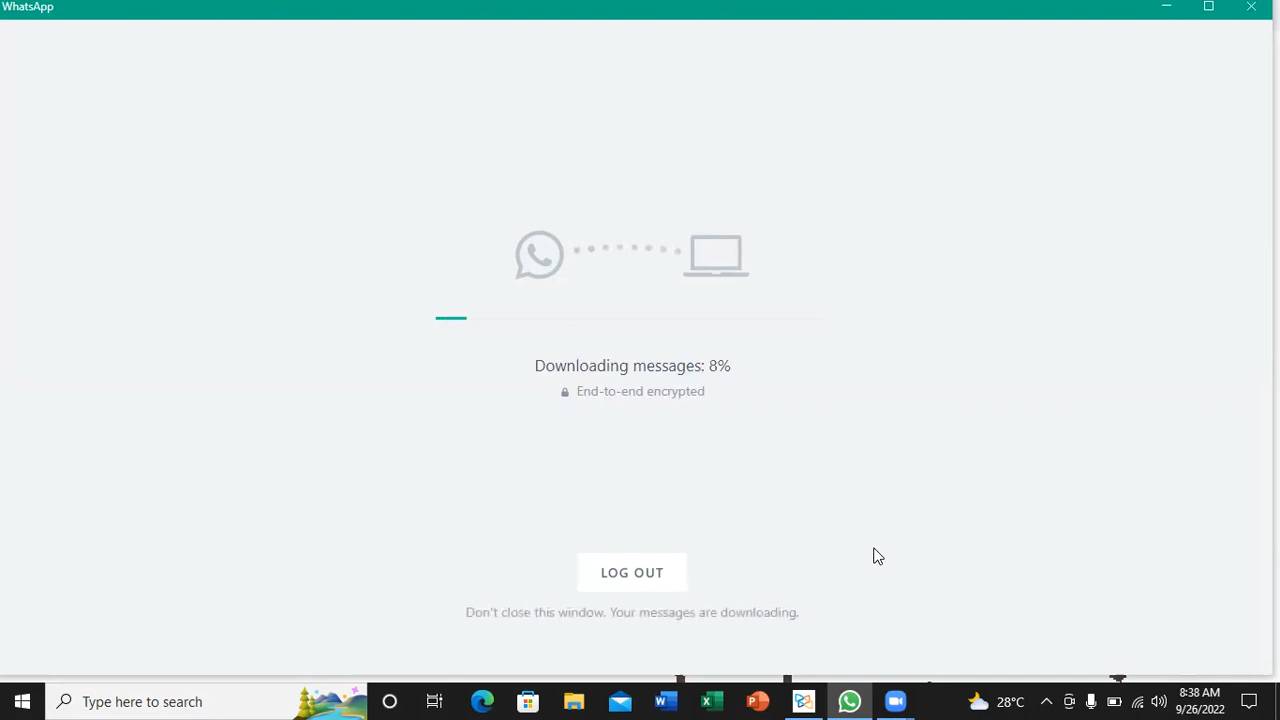 WhatsApp
Downloading messages: 8%
End-to-end encrypted
LOG OUT
Don't close this window. Your messages are downloading.
Type here to search
28°C
8:38 AM
9/26/2022